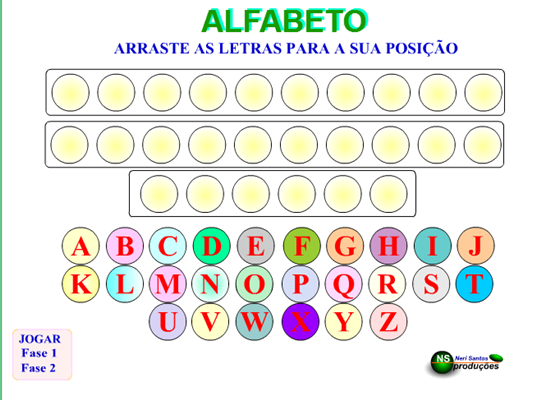 ALFABETO
ARRASTE AS LETRAS PARA A SUA POSIÇÃO
A B C D E F G H I J
K L M N O P Q R S T
U V W X Y Z
JOGAR
Fase 1
Fase 2
NS Neri Santos
produções